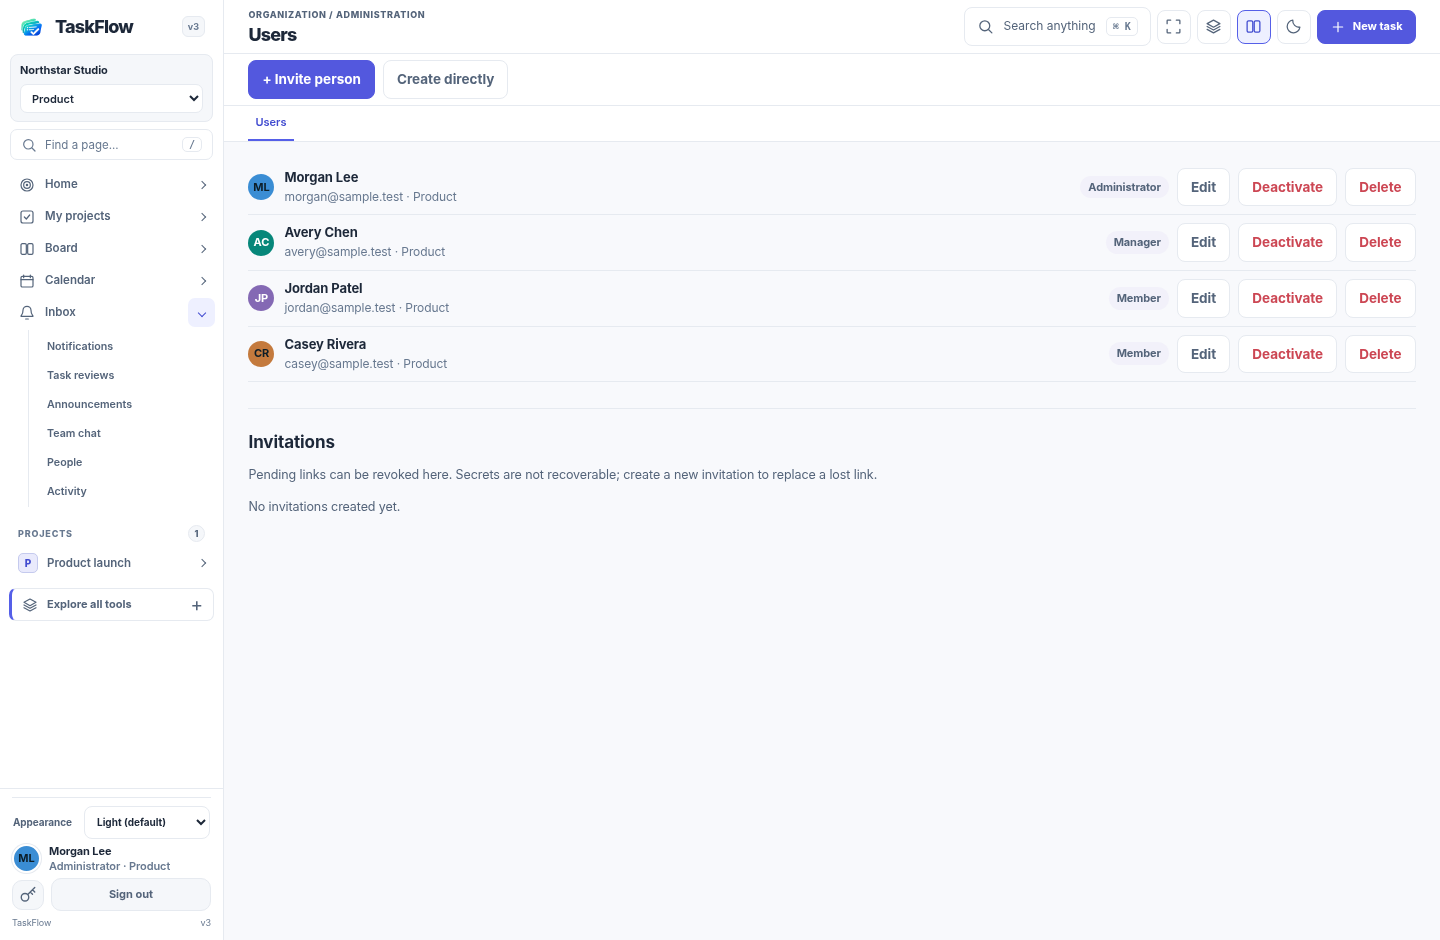 TaskFlow
v3
Northstar Studio
Product
Find a page...
/
Home
My projects
Board
Calendar
Inbox
Notifications
Task reviews
Announcements
Team chat
People
Activity
PROJECTS
1
P
Product launch
Explore all tools
+
Appearance
Light (default)
ML
Morgan Lee
Administrator · Product
Sign out
TaskFlow
v3
ORGANIZATION / ADMINISTRATION
Users
Search anything
⌘ K
+ New task
+ Invite person
Create directly
Users
ML
Morgan Lee
morgan@sample.test · Product
Administrator
Edit
Deactivate
Delete
AC
Avery Chen
avery@sample.test · Product
Manager
Edit
Deactivate
Delete
JP
Jordan Patel
jordan@sample.test · Product
Member
Edit
Deactivate
Delete
CR
Casey Rivera
casey@sample.test · Product
Member
Edit
Deactivate
Delete
Invitations
Pending links can be revoked here. Secrets are not recoverable; create a new invitation to replace a lost link.
No invitations created yet.